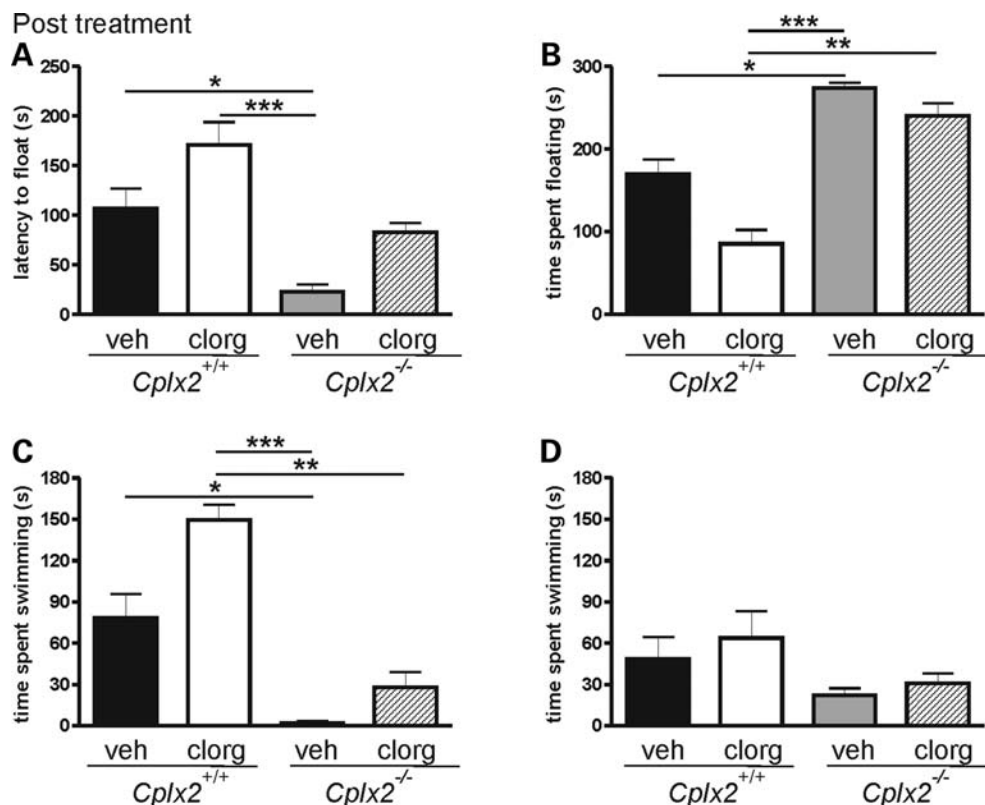 Post treatment
A
latency to float (s)
250
200
150
100
50
0
*
***
veh clorg veh clorg
Cplx2+/+ Cplx2-/-
B
time spent floating (s)
300
200
100
0
***
**
*
veh clorg veh clorg
Cplx2+/+ Cplx2-/-
C
time spent swimming (s)
180
150
120
90
60
30
0
***
**
*
veh clorg veh clorg
Cplx2+/+ Cplx2-/-
D
time spent swimming (s)
180
150
120
90
60
30
0
veh clorg veh clorg
Cplx2+/+ Cplx2-/-